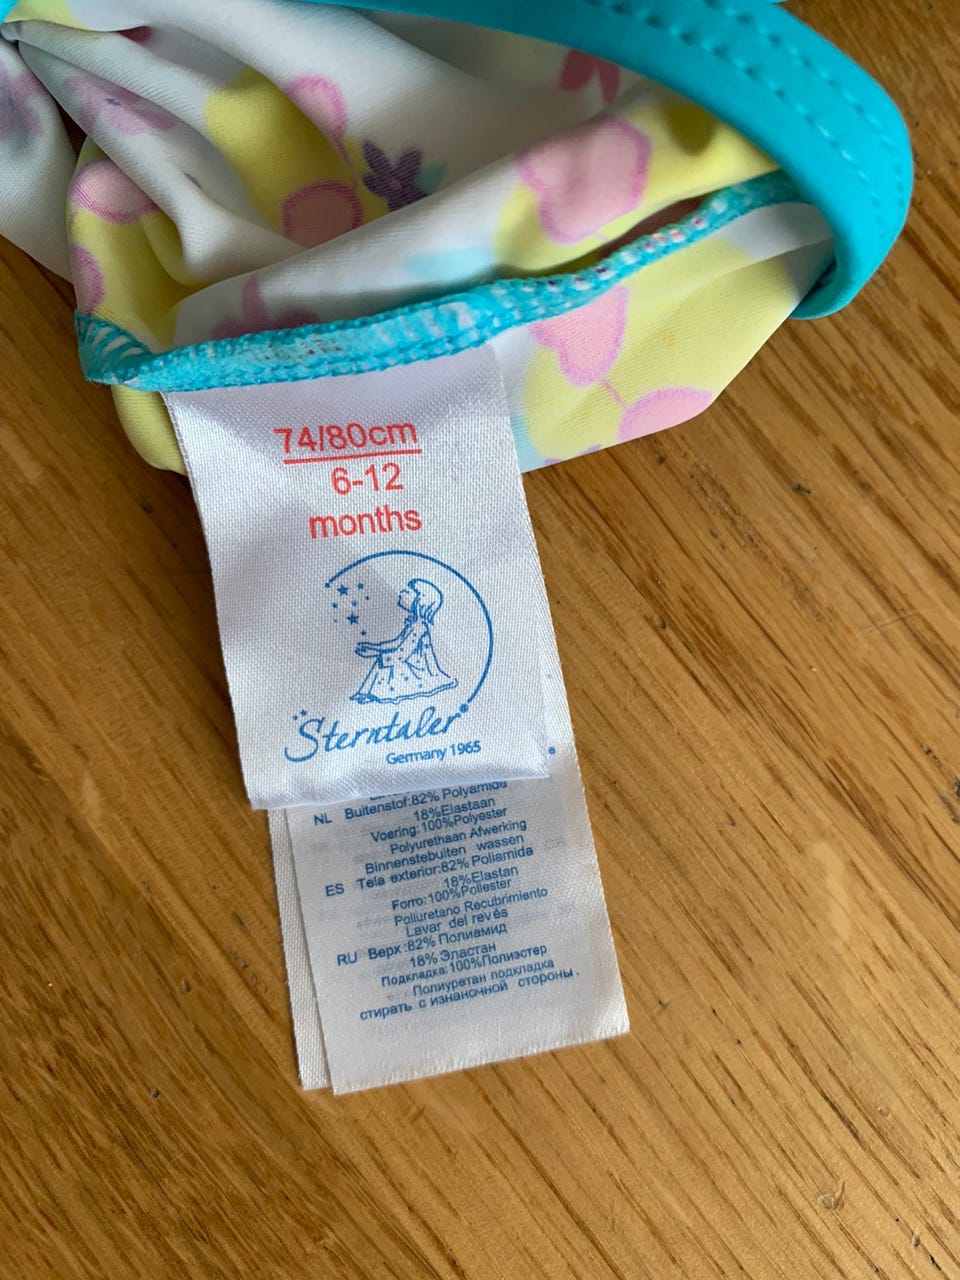 74/80cm
6-12
months
Sterntaler®
Germany 1965
NL Buitenstof:82% Polyamide
18%Elastaan
Voering:100%Polyester
Polyurethaan Afwerking
Binnenstebuiten wassen
ES Tela exterior:82% Poliamida
18%Elastan
Forro:100%Poliester
Poliuretano Recubrimiento
Lavar del revés
RU Верх:82% Полиамид
18% Эластан
Подкладка:100%Полиэстер
Полиуретан подкладка
стирать с изнаночной стороны.